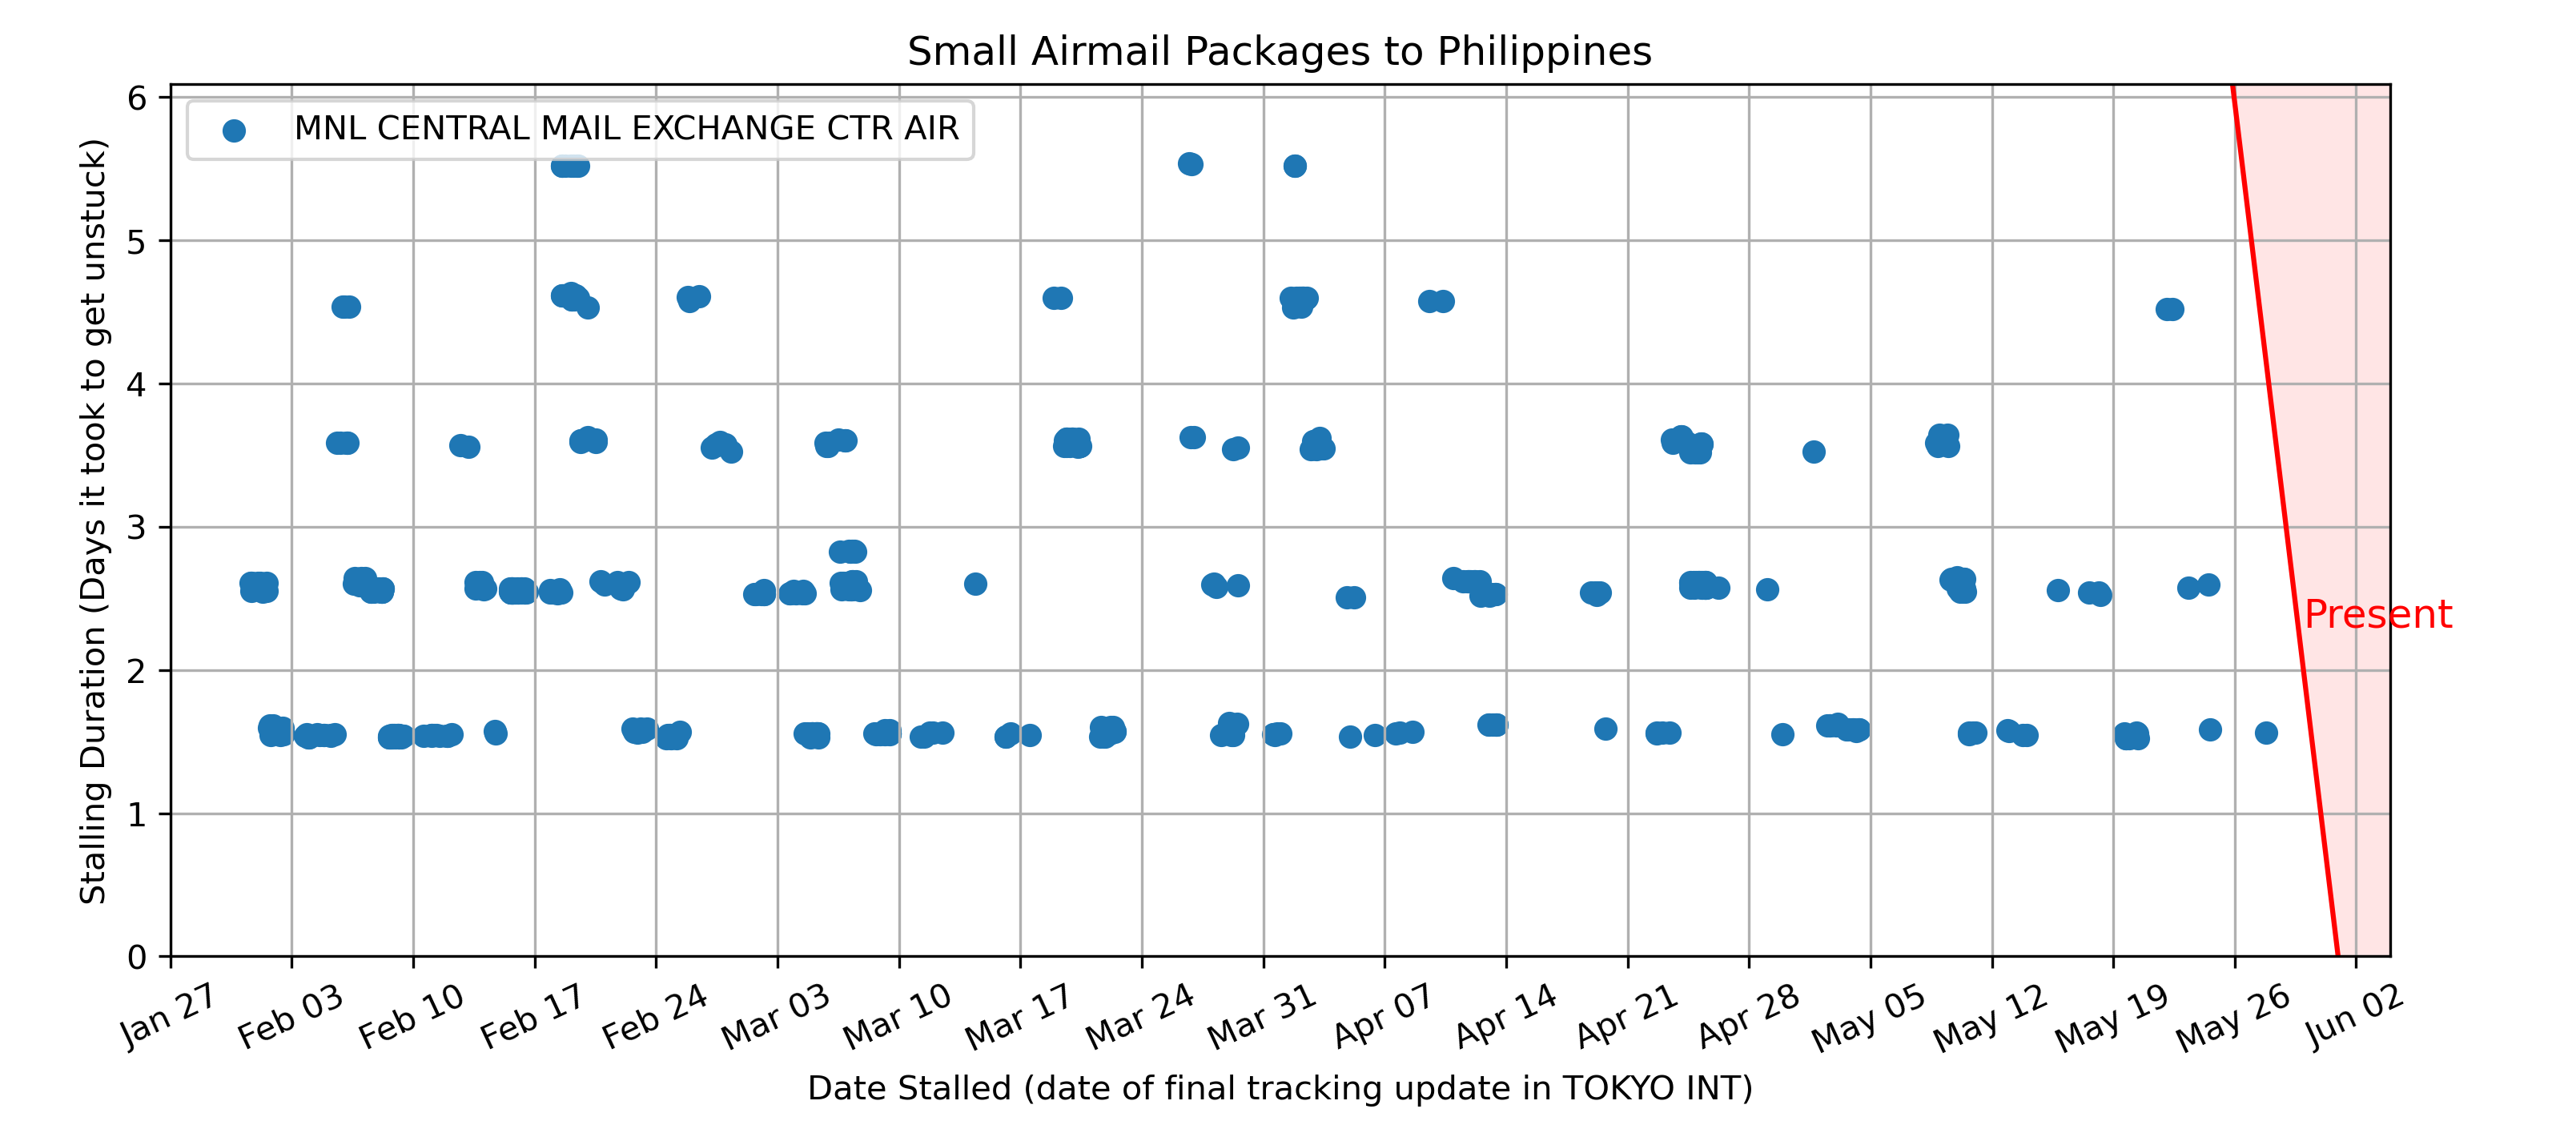 Small Airmail Packages to Philippines
MNL CENTRAL MAIL EXCHANGE CTR AIR
Stalling Duration (Days it took to get unstuck)
6
5
4
3
2
1
0
Present
Jan 27 Feb 03 Feb 10 Feb 17 Feb 24 Mar 03 Mar 10 Mar 17 Mar 24 Mar 31 Apr 07 Apr 14 Apr 21 Apr 28 May 05 May 12 May 19 May 26 Jun 02
Date Stalled (date of final tracking update in TOKYO INT)